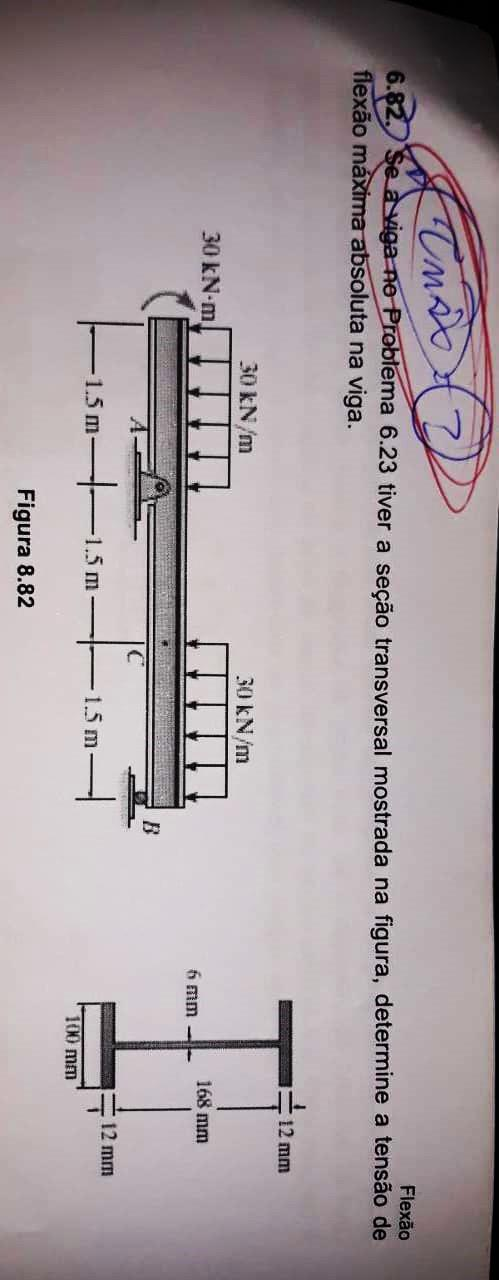 Flexão
6.82. Se a viga no Problema 6.23 tiver a seção transversal mostrada na figura, determine a tensão de
flexão máxima absoluta na viga.
30 kN/m
30 kN/m
30 kN·m
A
C
B
1.5 m
1.5 m
1.5 m
12 mm
6 mm
168 mm
12 mm
100 mm
Figura 8.82